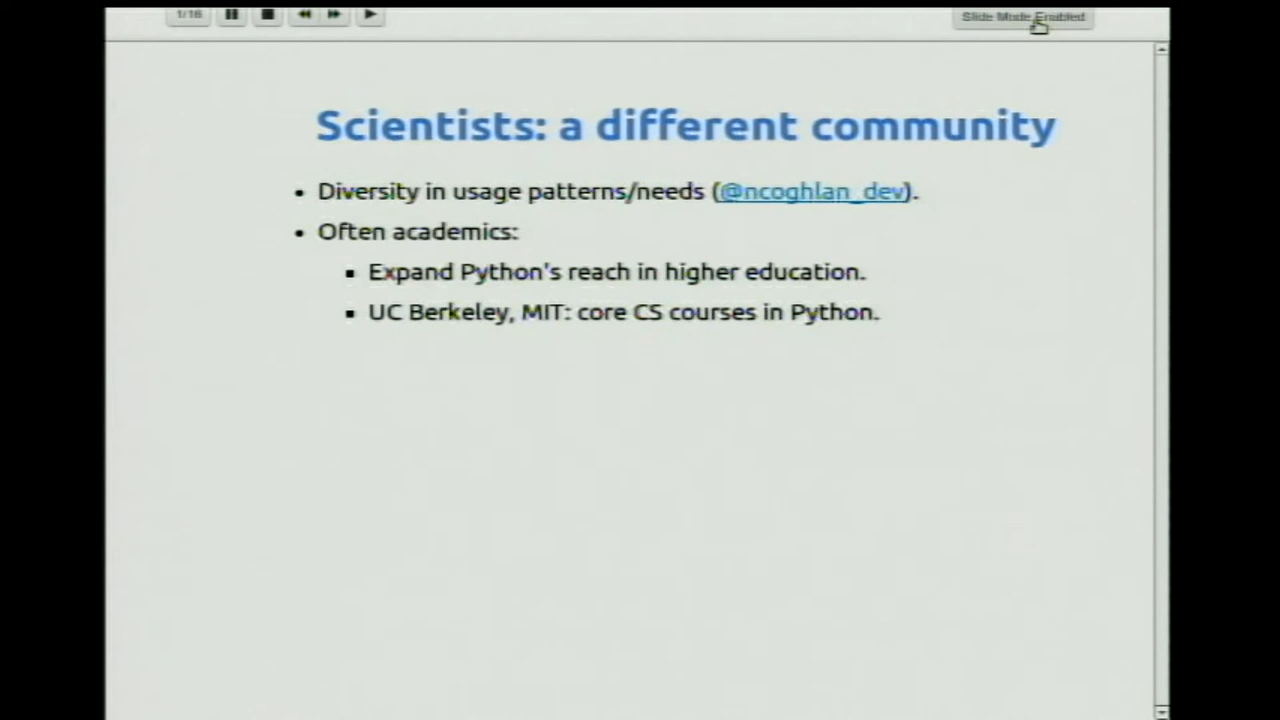 1/16
Slide Mode Enabled
Scientists: a different community
Diversity in usage patterns/needs (@ncoghlan_dev).
Often academics:
Expand Python's reach in higher education.
UC Berkeley, MIT: core CS courses in Python.